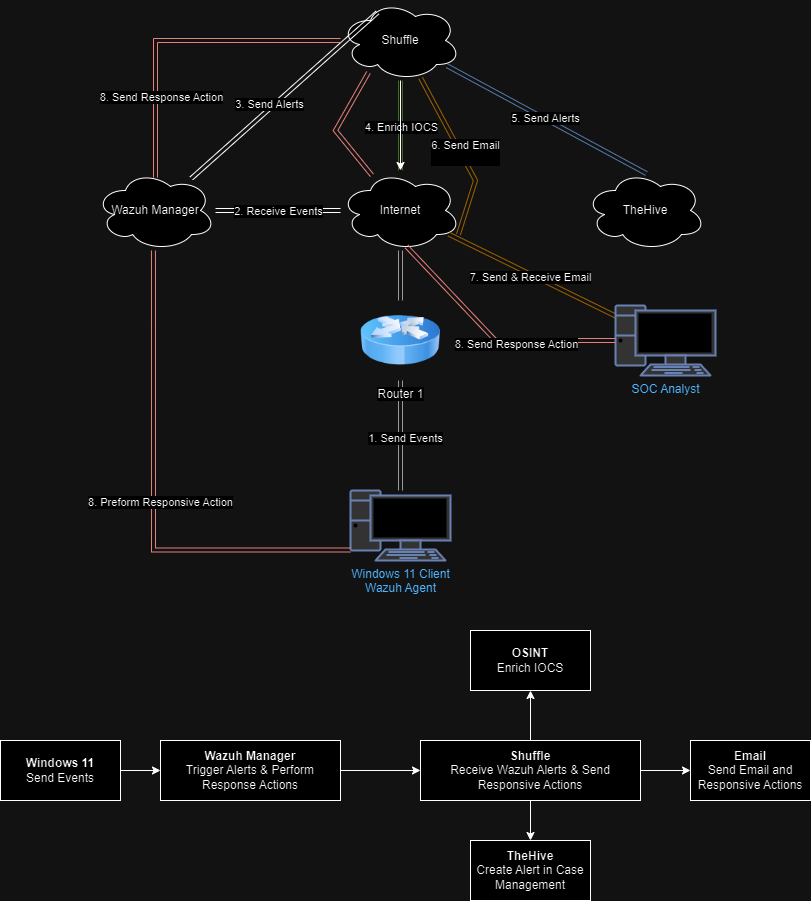 Shuffle
8. Send Response Action
3. Send Alerts
5. Send Alerts
4. Enrich IOCS
6. Send Email
Wazuh Manager
2. Receive Events
Internet
TheHive
7. Send & Receive Email
8. Send Response Action
SOC Analyst
Router 1
1. Send Events
8. Preform Responsive Action
Windows 11 Client
Wazuh Agent
OSINT
Enrich IOCS
Windows 11
Send Events
Wazuh Manager
Trigger Alerts & Perform
Response Actions
Shuffle
Receive Wazuh Alerts & Send
Responsive Actions
Email
Send Email and
Responsive Actions
TheHive
Create Alert in Case
Management